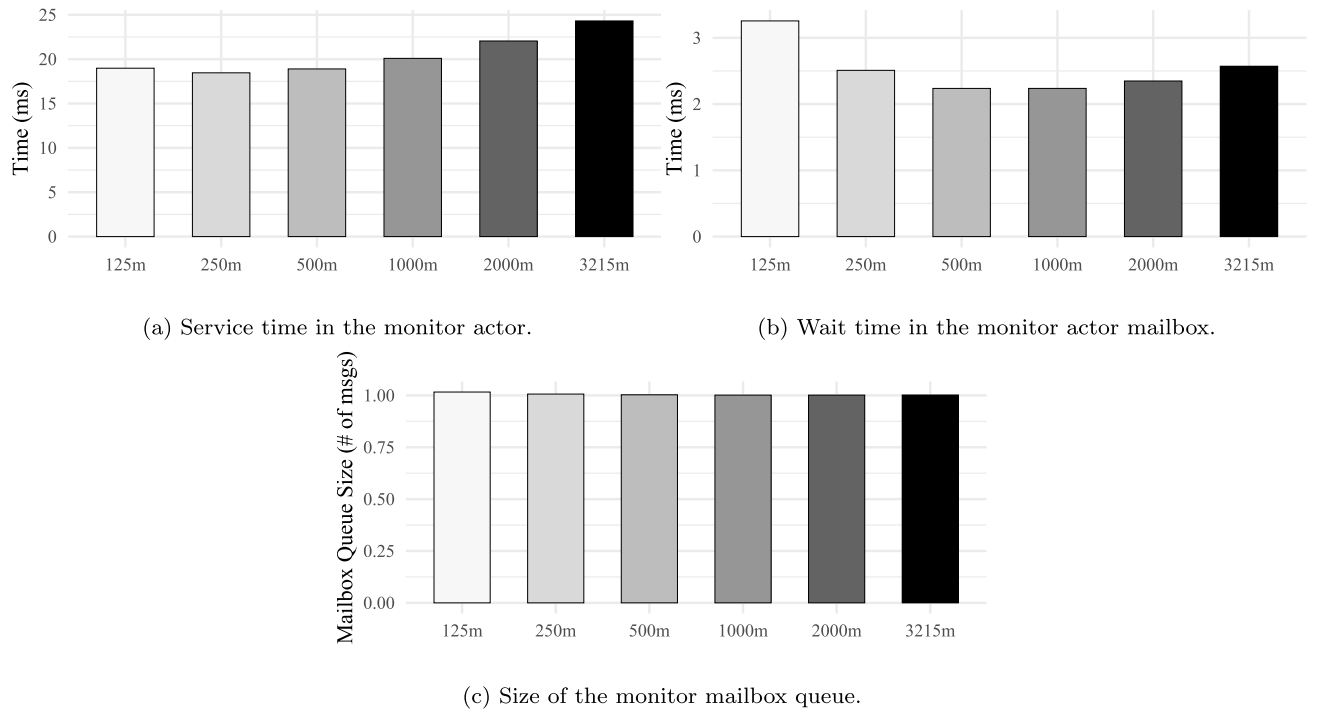 Time (ms)
25
20
15
10
5
0
125m 250m 500m 1000m 2000m 3215m
(a) Service time in the monitor actor.
Time (ms)
3
2
1
0
125m 250m 500m 1000m 2000m 3215m
(b) Wait time in the monitor actor mailbox.
Mailbox Queue Size (# of msgs)
1.00
0.75
0.50
0.25
0.00
125m 250m 500m 1000m 2000m 3215m
(c) Size of the monitor mailbox queue.